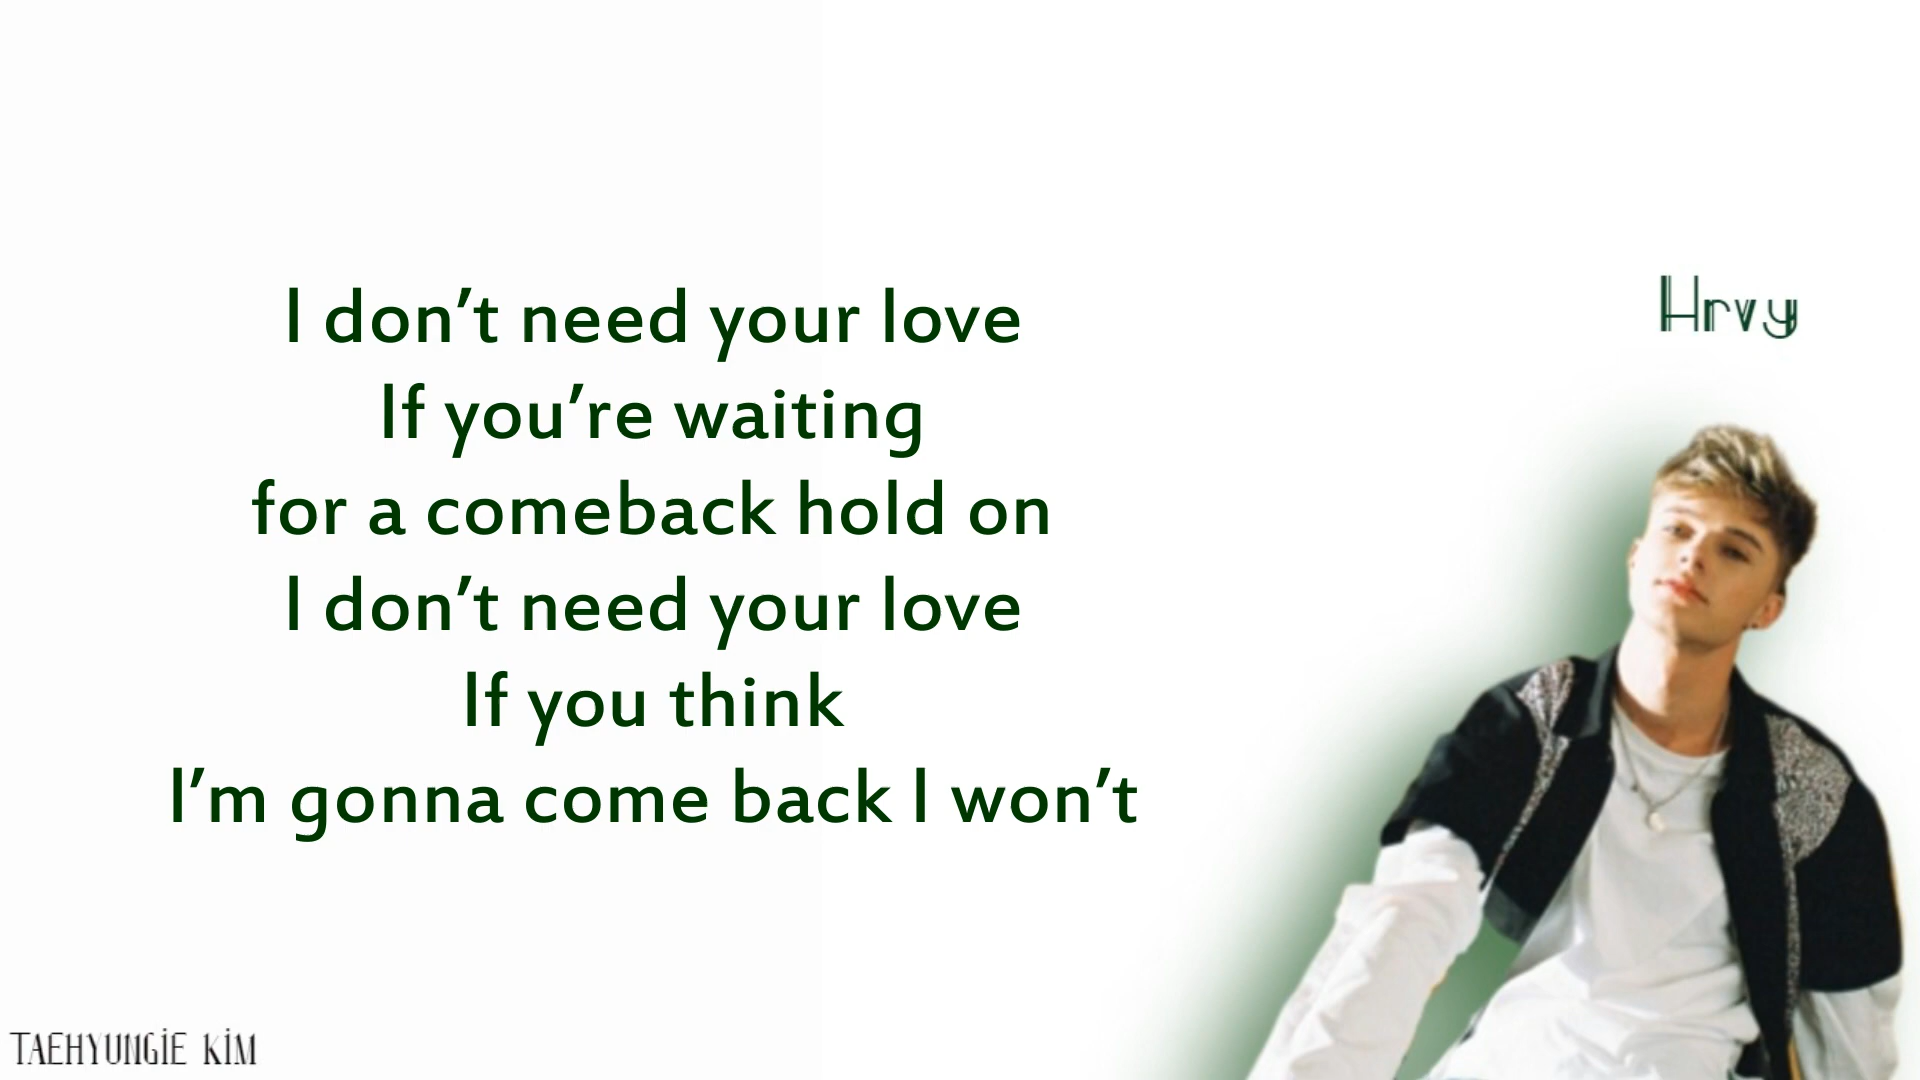 I don’t need your love
If you’re waiting
for a comeback hold on
I don’t need your love
If you think
I’m gonna come back I won’t
Hrvy
TAEHYUNGİE KİM